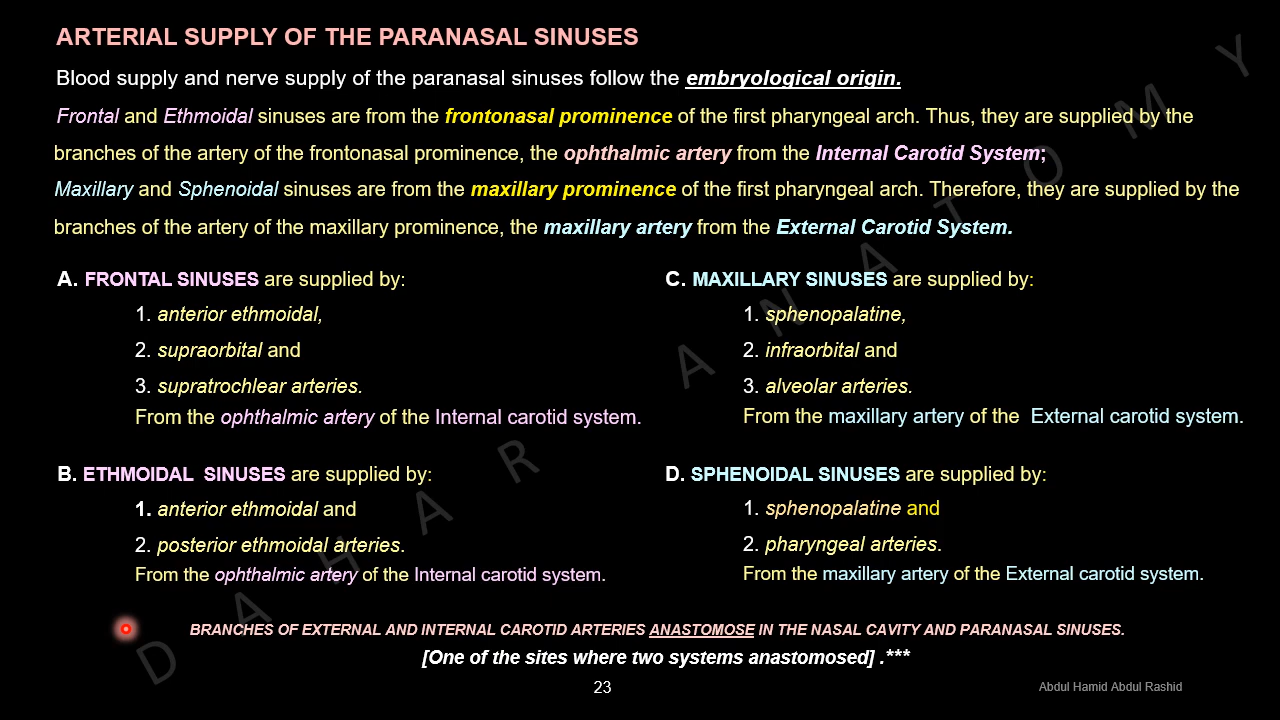 ARTERIAL SUPPLY OF THE PARANASAL SINUSES
Blood supply and nerve supply of the paranasal sinuses follow the embryological origin.
Frontal and Ethmoidal sinuses are from the frontonasal prominence of the first pharyngeal arch. Thus, they are supplied by the
branches of the artery of the frontonasal prominence, the ophthalmic artery from the Internal Carotid System;
Maxillary and Sphenoidal sinuses are from the maxillary prominence of the first pharyngeal arch. Therefore, they are supplied by the
branches of the artery of the maxillary prominence, the maxillary artery from the External Carotid System.
A. FRONTAL SINUSES are supplied by:
1. anterior ethmoidal,
2. supraorbital and
3. supratrochlear arteries.
From the ophthalmic artery of the Internal carotid system.
B. ETHMOIDAL SINUSES are supplied by:
1. anterior ethmoidal and
2. posterior ethmoidal arteries.
From the ophthalmic artery of the Internal carotid system.
C. MAXILLARY SINUSES are supplied by:
1. sphenopalatine,
2. infraorbital and
3. alveolar arteries.
From the maxillary artery of the External carotid system.
D. SPHENOIDAL SINUSES are supplied by:
1. sphenopalatine and
2. pharyngeal arteries.
From the maxillary artery of the External carotid system.
BRANCHES OF EXTERNAL AND INTERNAL CAROTID ARTERIES ANASTOMOSE IN THE NASAL CAVITY AND PARANASAL SINUSES.
[One of the sites where two systems anastomosed] .***
23
Abdul Hamid Abdul Rashid
DAHAR ANATOMY